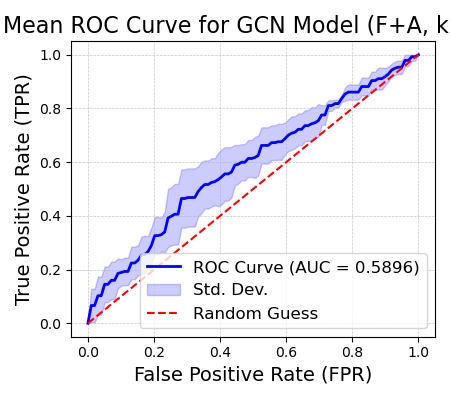 Mean ROC Curve for GCN Model (F+A, k
True Positive Rate (TPR)
1.0
0.8
0.6
0.4
0.2
0.0
ROC Curve (AUC = 0.5896)
Std. Dev.
Random Guess
0.0 0.2 0.4 0.6 0.8 1.0
False Positive Rate (FPR)